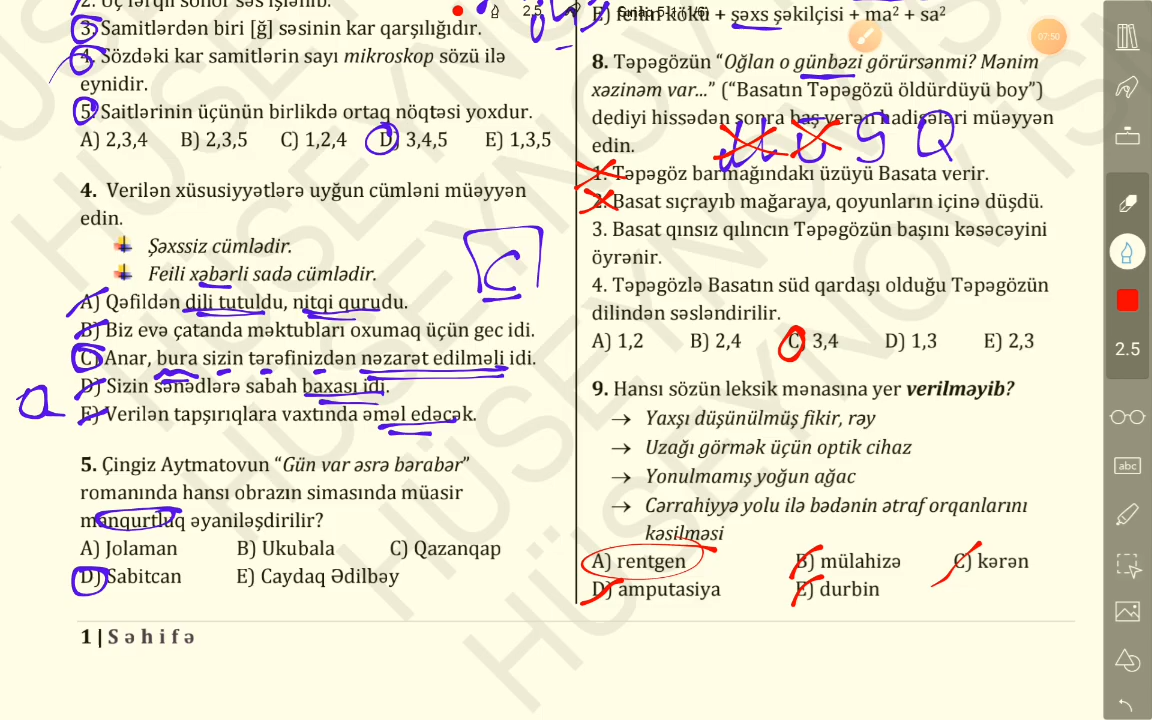 2. Üç fərqli sonor səs işlənib.
3. Samitlərdən biri [ğ] səsinin kar qarşılığıdır.
4. Sözdəki kar samitlərin sayı mikroskop sözü ilə
eynidir.
5. Saitlərinin üçünün birlikdə ortaq nöqtəsi yoxdur.
A) 2,3,4 B) 2,3,5 C) 1,2,4 D) 3,4,5 E) 1,3,5
4. Verilən xüsusiyyətlərə uyğun cümləni müəyyən
edin.
Şəxssiz cümlədir.
Feili xəbərli sadə cümlədir.
C
A) Qəfildən dili tutuldu, nitqi qurudu.
B) Biz evə çatanda məktubları oxumaq üçün gec idi.
C) Anar, bura sizin tərəfinizdən nəzarət edilməli idi.
D) Sizin sənədlərə sabah baxası idi.
a
E) Verilən tapşırıqlara vaxtında əməl edəcək.
5. Çingiz Aytmatovun “Gün var əsrə bərabər”
romanında hansı obrazın simasında müasir
manqurtluq əyaniləşdirilir?
A) Jolaman B) Ukubala C) Qazanqap
D) Sabitcan E) Caydaq Ədilbəy
1 | S ə h i f ə
2.5
E) felin kökü + şəxs şəkilçisi + ma² + sa²
07:50
8. Təpəgözün “Oğlan o günbəzi görürsənmi? Mənim
xəzinəm var...” (“Basatın Təpəgözü öldürdüyü boy”)
dediyi hissədən sonra baş verən hadisələri müəyyən
edin.
M Ü S Q
1. Təpəgöz barmağındakı üzüyü Basata verir.
2. Basat sıçrayıb mağaraya, qoyunların içinə düşdü.
3. Basat qınsız qılıncın Təpəgözün başını kəsəcəyini
öyrənir.
4. Təpəgözlə Basatın süd qardaşı olduğu Təpəgözün
dilindən səsləndirilir.
A) 1,2 B) 2,4 C) 3,4 D) 1,3 E) 2,3
9. Hansı sözün leksik mənasına yer verilməyib?
→ Yaxşı düşünülmüş fikir, rəy
→ Uzağı görmək üçün optik cihaz
→ Yonulmamış yoğun ağac
→ Cərrahiyyə yolu ilə bədənin ətraf orqanlarını
kəsilməsi
A) rentgen B) mülahizə C) kərən
D) amputasiya E) durbin
2.5
abc
HÜSEYNOV
HÜSEYNOV
HÜSEYNOV